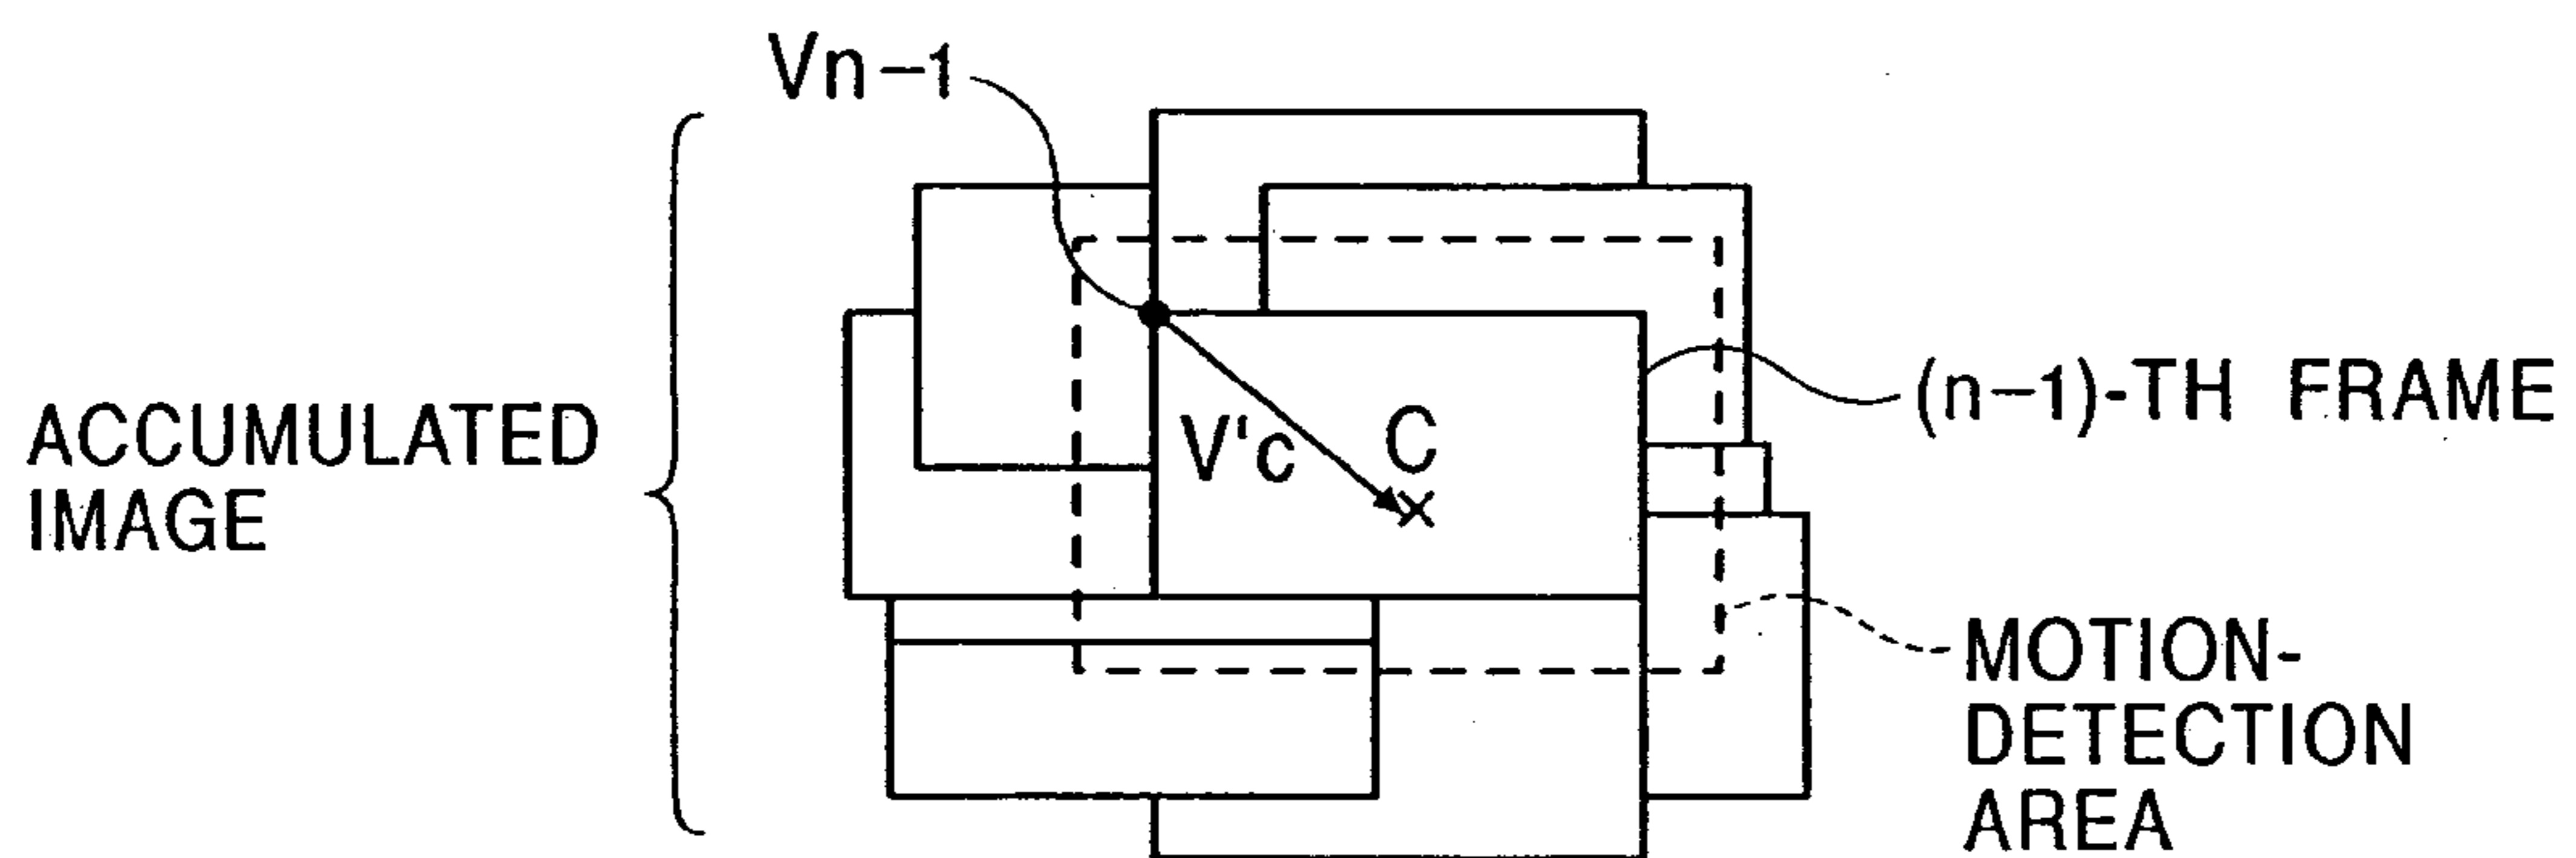 Vn-1
ACCUMULATED
IMAGE
V'c
C
(n-1)-TH FRAME
MOTION-
DETECTION
AREA